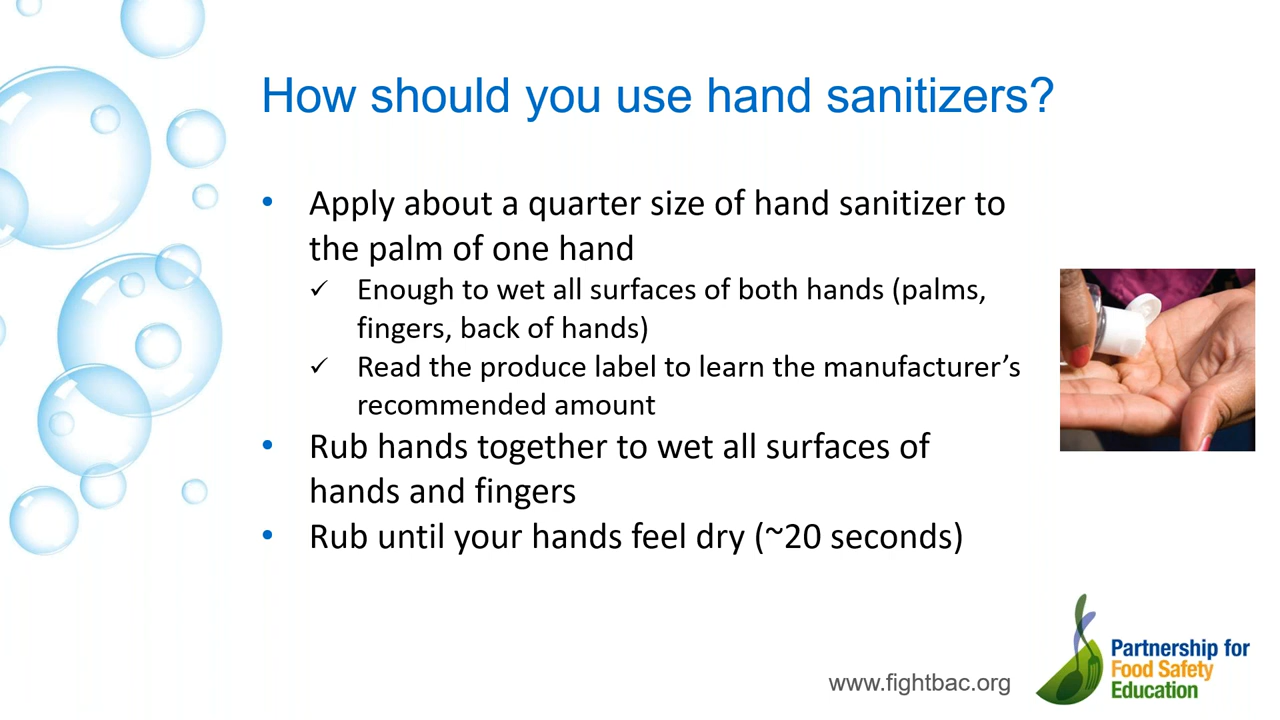 How should you use hand sanitizers?
• Apply about a quarter size of hand sanitizer to
the palm of one hand
✓ Enough to wet all surfaces of both hands (palms,
fingers, back of hands)
✓ Read the produce label to learn the manufacturer’s
recommended amount
• Rub hands together to wet all surfaces of
hands and fingers
• Rub until your hands feel dry (~20 seconds)
www.fightbac.org
Partnership for
Food Safety
Education